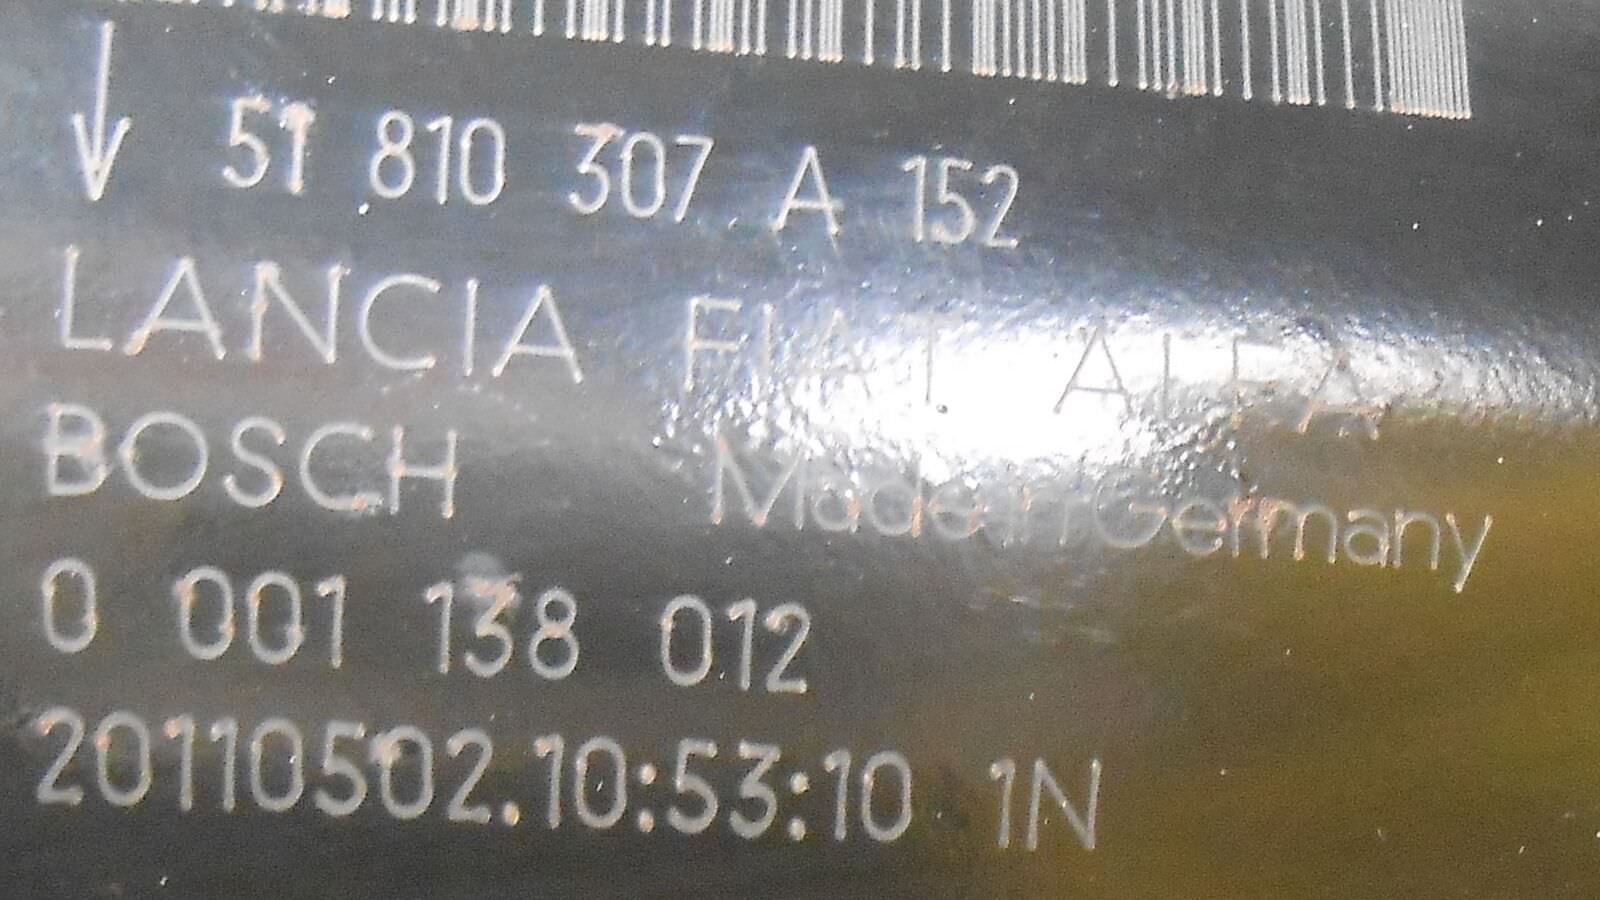 ↓ 51 810 307 A 152
LANCIA FIAT ALFA
BOSCH Made in Germany
0 001 138 012
20110502.10:53:10 1N